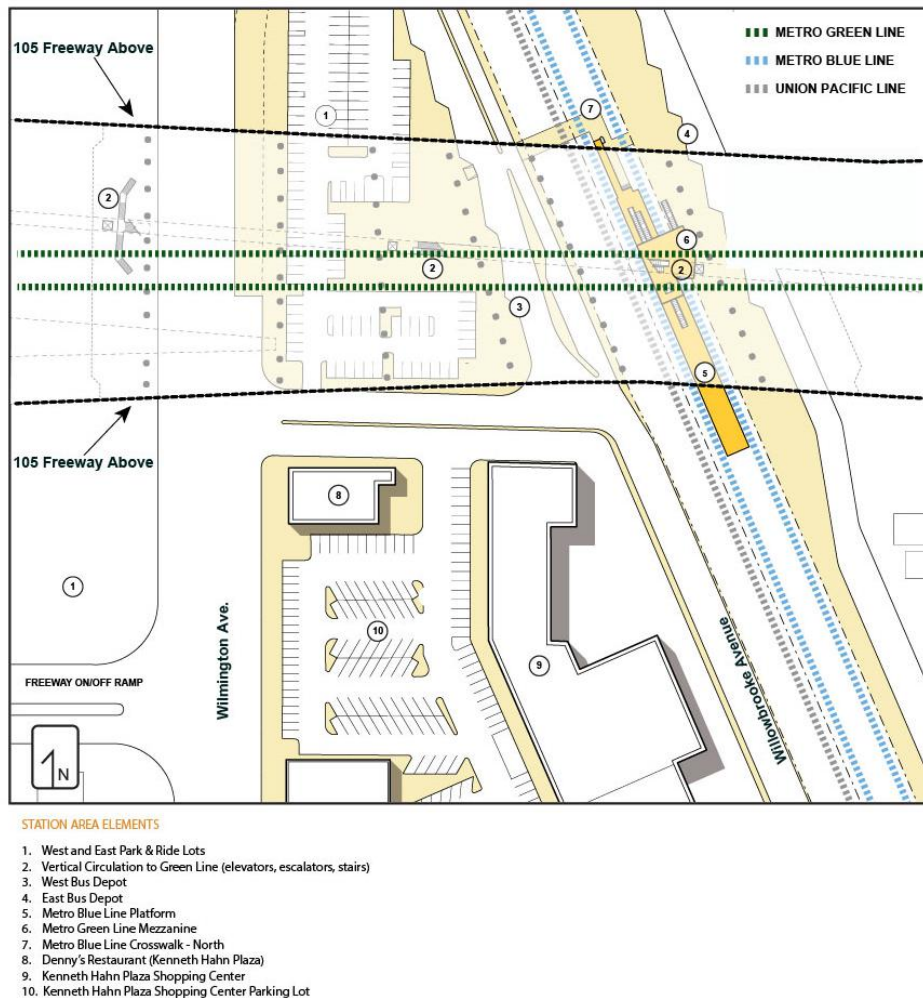 105 Freeway Above
METRO GREEN LINE
METRO BLUE LINE
UNION PACIFIC LINE
7
1
4
2
6
2
2
3
5
105 Freeway Above
8
1
Wilmington Ave.
10
9
Willowbrooke Avenue
FREEWAY ON/OFF RAMP
N
STATION AREA ELEMENTS
1. West and East Park & Ride Lots
2. Vertical Circulation to Green Line (elevators, escalators, stairs)
3. West Bus Depot
4. East Bus Depot
5. Metro Blue Line Platform
6. Metro Green Line Mezzanine
7. Metro Blue Line Crosswalk - North
8. Denny's Restaurant (Kenneth Hahn Plaza)
9. Kenneth Hahn Plaza Shopping Center
10. Kenneth Hahn Plaza Shopping Center Parking Lot